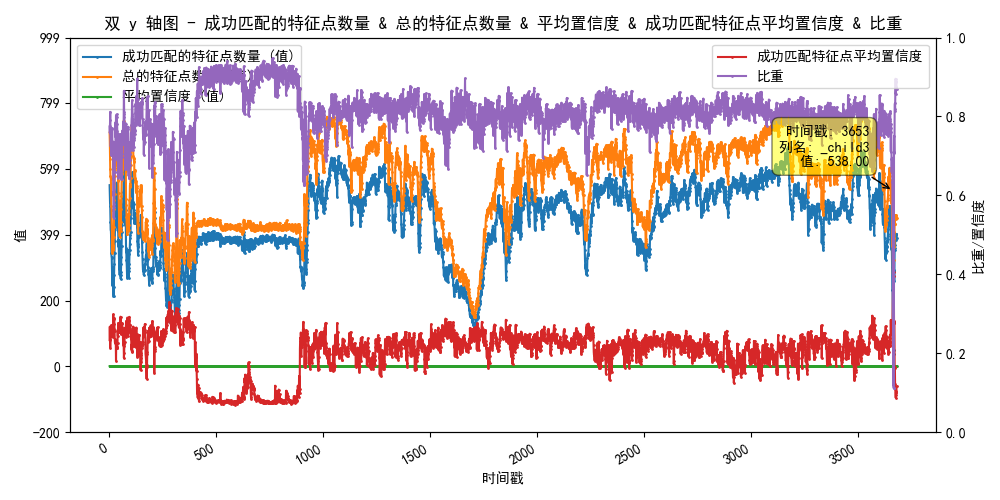 双 y 轴图 - 成功匹配的特征点数量 & 总的特征点数量 & 平均置信度 & 成功匹配特征点平均置信度 & 比重
成功匹配的特征点数量 (值)
总的特征点数
平均置信度 (值)
成功匹配特征点平均置信度
比重
时间戳: 3653
列名: _child3
值: 538.00
值
999
799
599
399
200
0
−200
1.0
0.8
0.6
0.4
0.2
0.0
比重/置信度
0
500
1000
1500
2000
2500
3000
3500
时间戳